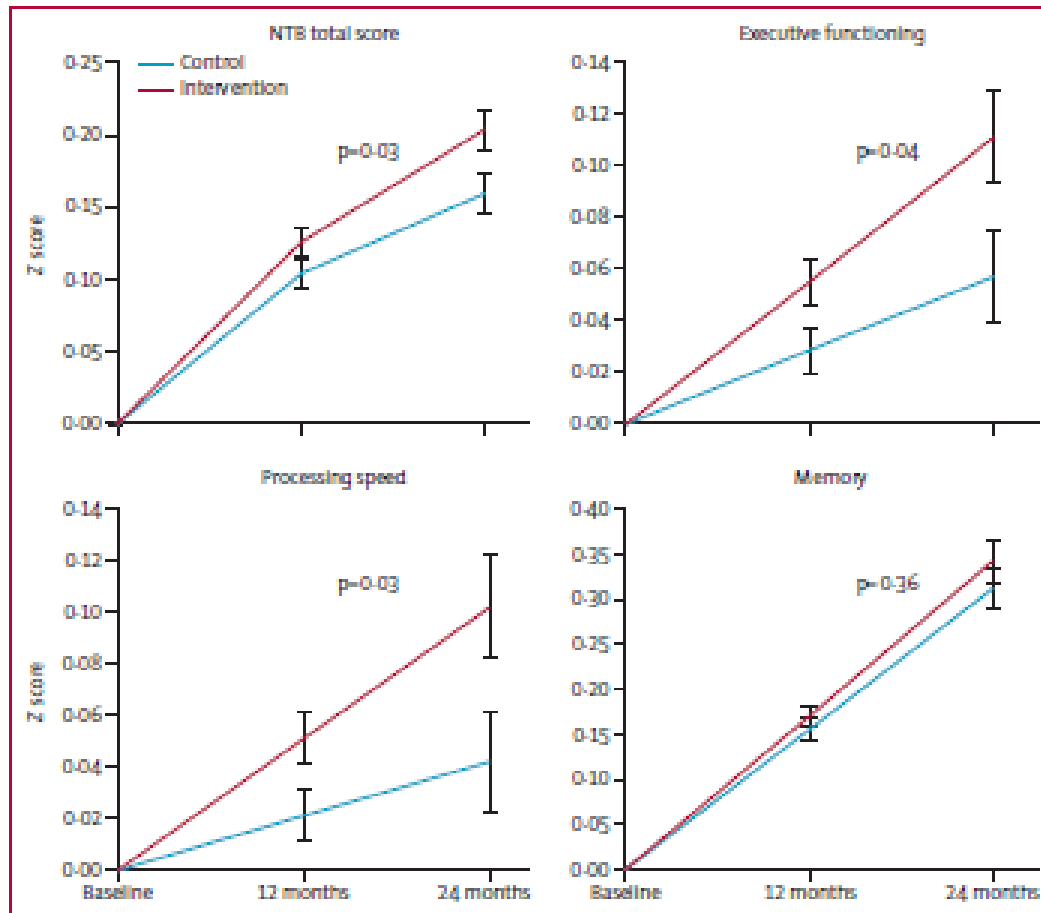 NTB total score
0·25
0·20
0·15
0·10
0·05
0·00
Z score
Control
Intervention
p=0·03
Executive functioning
0·14
0·12
0·10
0·08
0·06
0·04
0·02
0·00
p=0·04
Processing speed
0·14
0·12
0·10
0·08
0·06
0·04
0·02
0·00
Z score
p=0·03
Baseline
12 months
24 months
Memory
0·40
0·35
0·30
0·25
0·20
0·15
0·10
0·05
0·00
p=0·36
Baseline
12 months
24 months